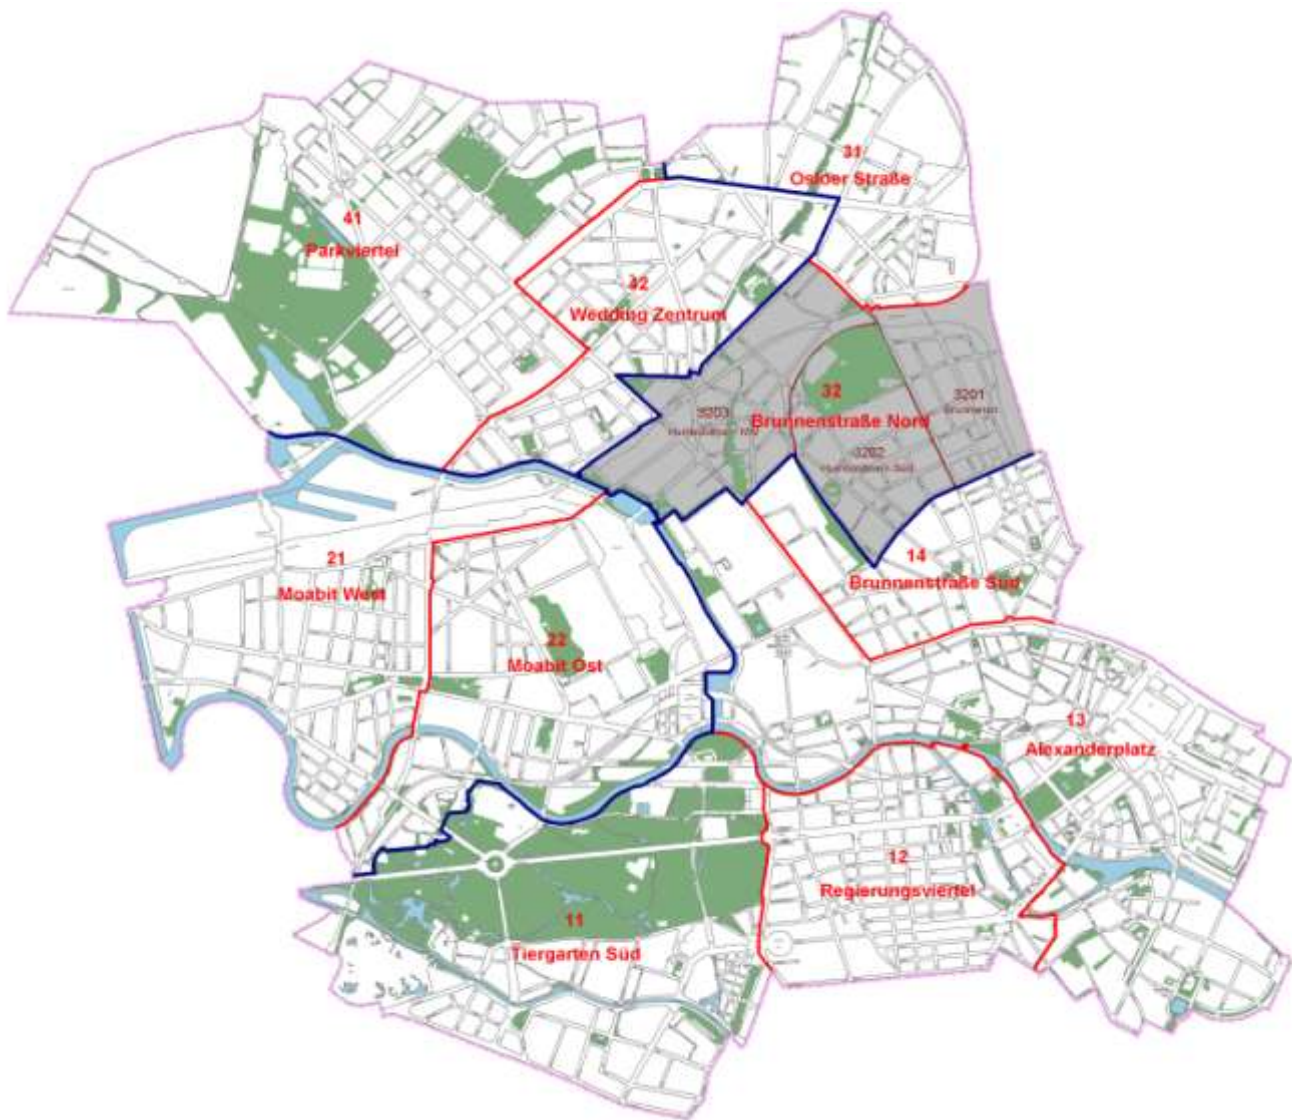 31
Osloer Straße
41
Parkviertel
42
Wedding Zentrum
32
Brunnenstraße Nord
3201
3203
3202
14
Brunnenstraße Süd
21
Moabit West
22
Moabit Ost
13
Alexanderplatz
12
Regierungsviertel
11
Tiergarten Süd